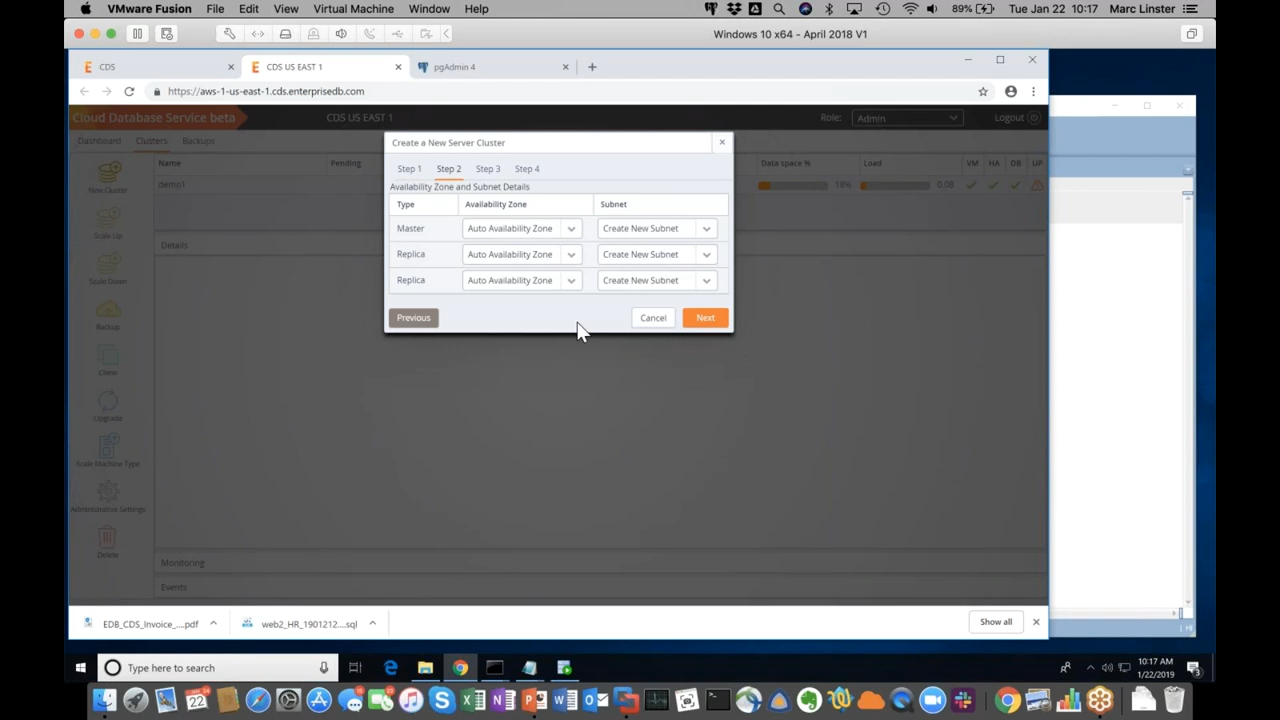 VMware Fusion File Edit View Virtual Machine Window Help 89% Tue Jan 22 10:17 Marc Linster
Windows 10 x64 - April 2018 V1
CDS CDS US EAST 1 pgAdmin 4
https://aws-1-us-east-1.cds.enterprisedb.com
Cloud Database Service beta CDS US EAST 1 Role: Admin Logout
Dashboard Clusters Backups
Create a New Server Cluster
Name Pending Data space % Load VM HA DB UP
demo1 18% 0.08
Step 1 Step 2 Step 3 Step 4
Availability Zone and Subnet Details
Type Availability Zone Subnet
Master Auto Availability Zone Create New Subnet
Replica Auto Availability Zone Create New Subnet
Replica Auto Availability Zone Create New Subnet
Previous Cancel Next
New Cluster
Scale Up
Details
Scale Down
Backup
Clone
Upgrade
Scale Machine Type
Administrative Settings
Delete
Monitoring
Events
EDB_CDS_Invoice_....pdf web2_HR_1901212....sql Show all
Type here to search 10:17 AM
1/22/2019